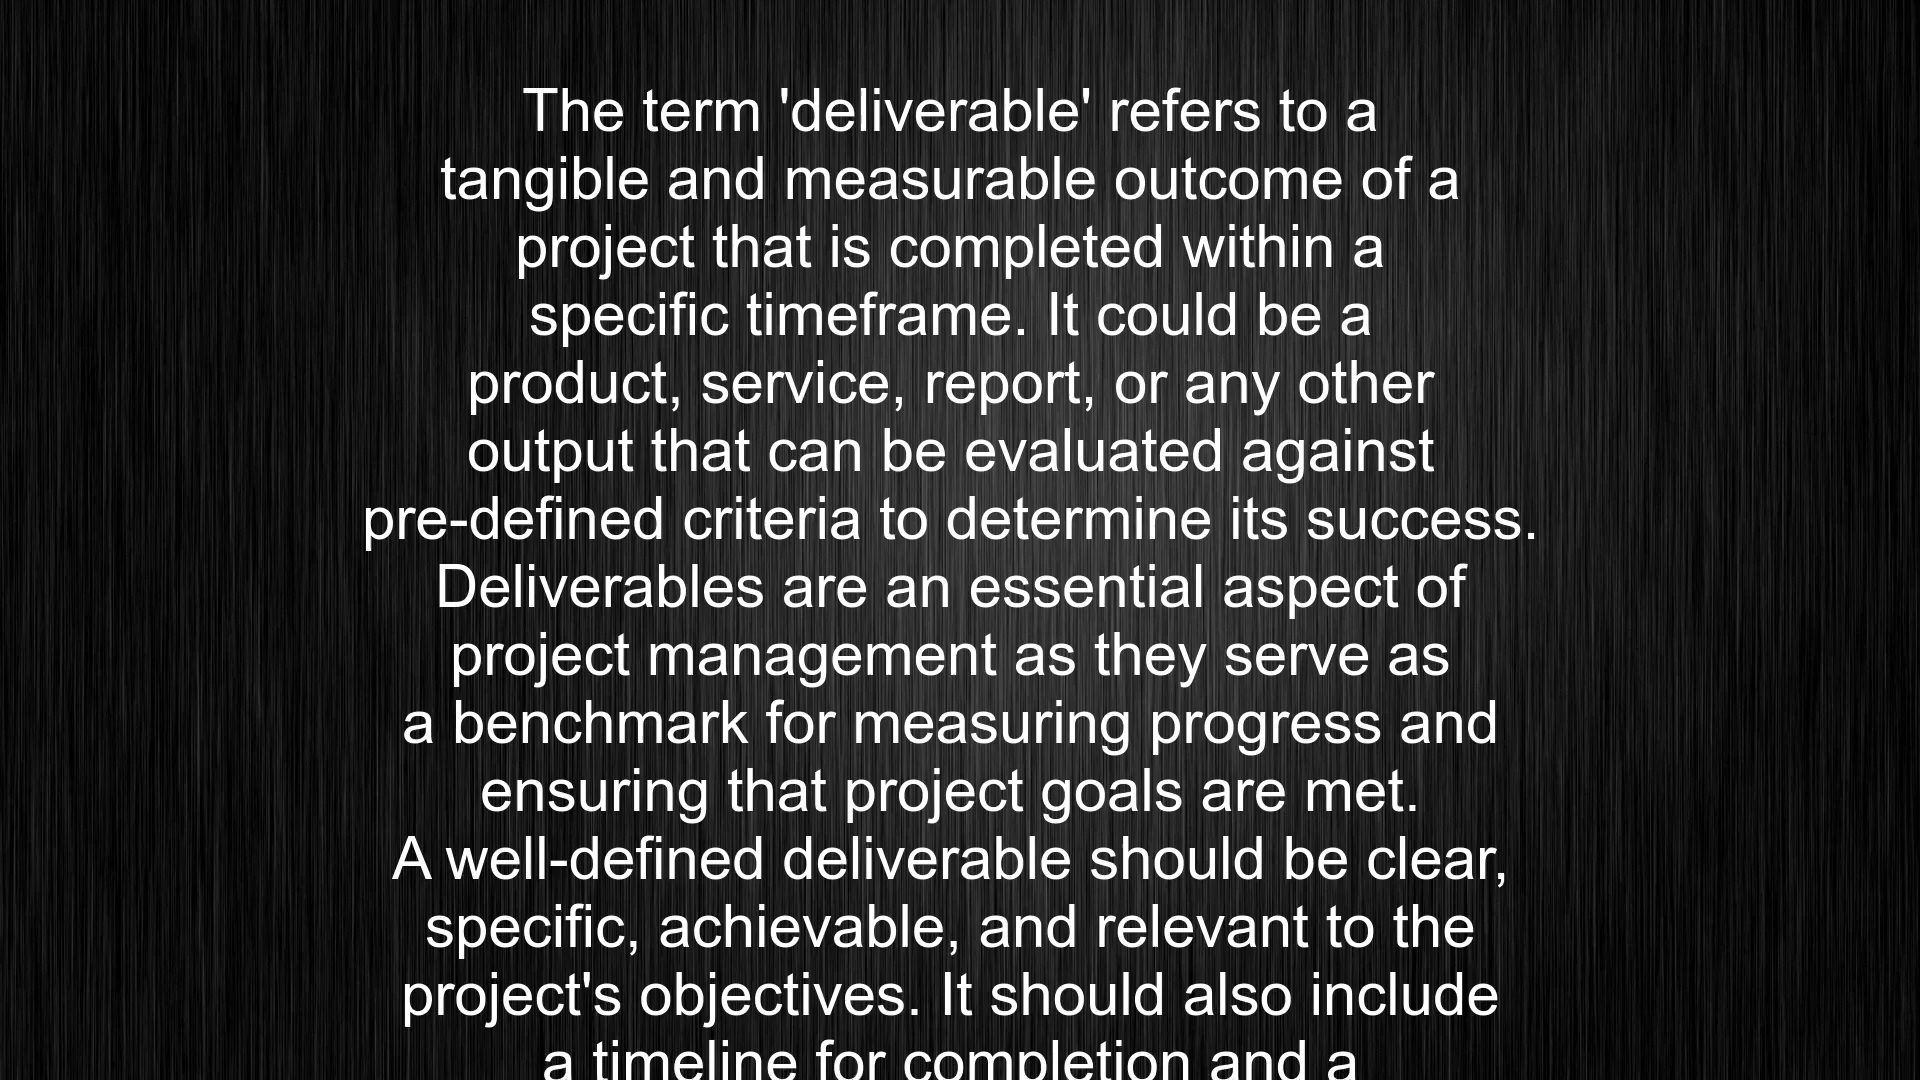 The term 'deliverable' refers to a
tangible and measurable outcome of a
project that is completed within a
specific timeframe. It could be a
product, service, report, or any other
output that can be evaluated against
pre-defined criteria to determine its success.
Deliverables are an essential aspect of
project management as they serve as
a benchmark for measuring progress and
ensuring that project goals are met.
A well-defined deliverable should be clear,
specific, achievable, and relevant to the
project's objectives. It should also include
a timeline for completion and a